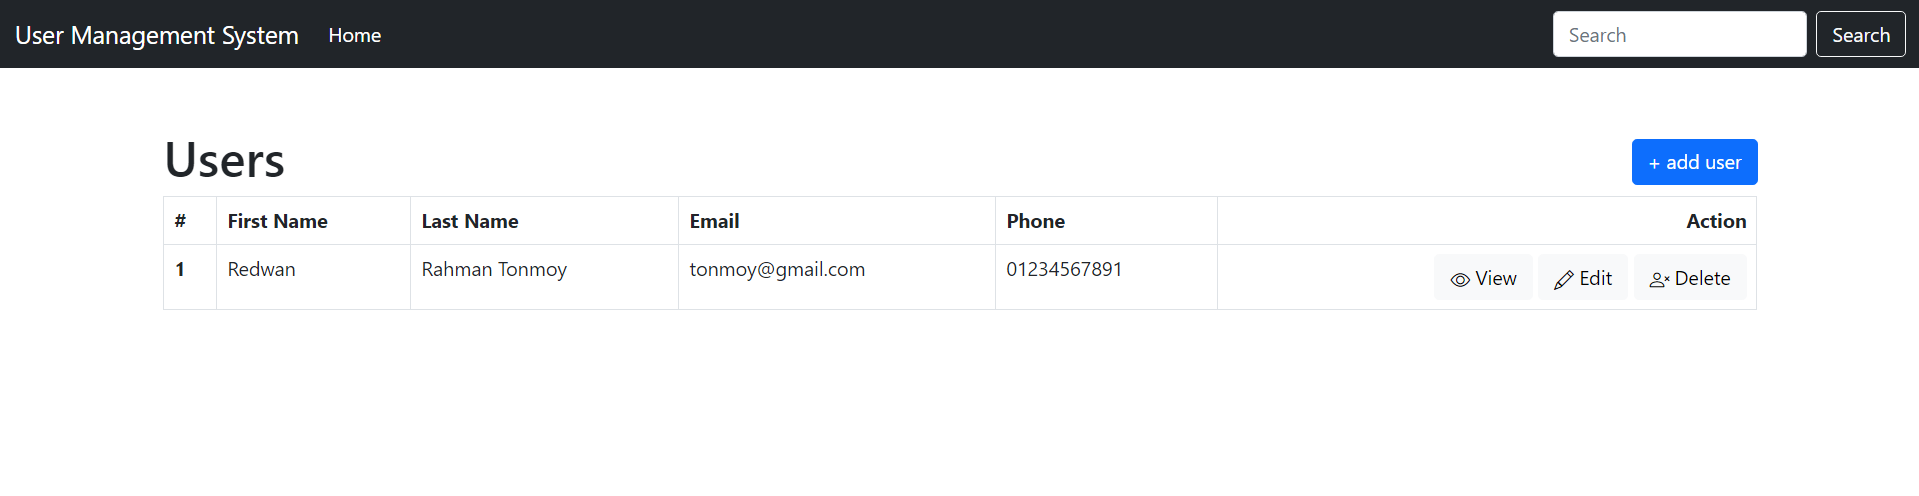 User Management System Home Search Search
Users + add user
# First Name Last Name Email Phone Action
1 Redwan Rahman Tonmoy tonmoy@gmail.com 01234567891 View Edit Delete